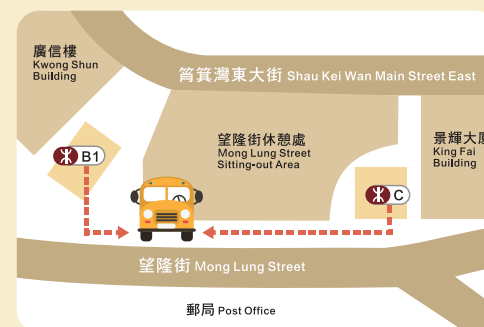 廣信樓
Kwong Shun
Building
筲箕灣東大街 Shau Kei Wan Main Street East
B1
望隆街休憩處
Mong Lung Street
Sitting-out Area
景輝大廈
King Fai
Building
C
望隆街 Mong Lung Street
郵局 Post Office